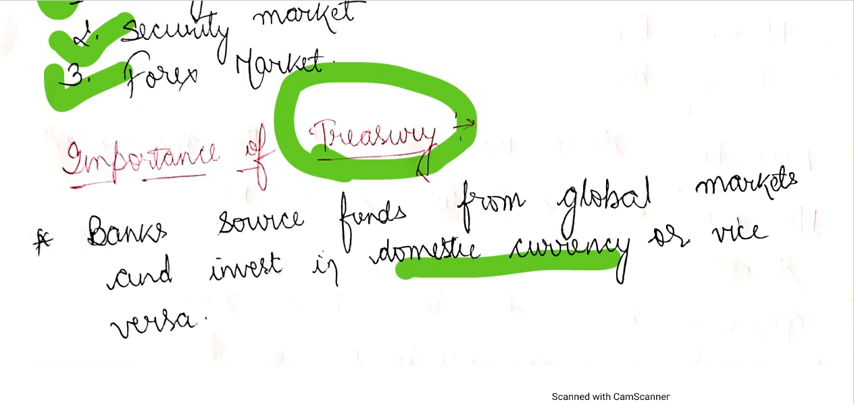 2. Security market
3. Forex Market.
Importance of Treasury :→
* Banks source funds from global markets
and invest in domestic currency or vice
versa.
Scanned with CamScanner